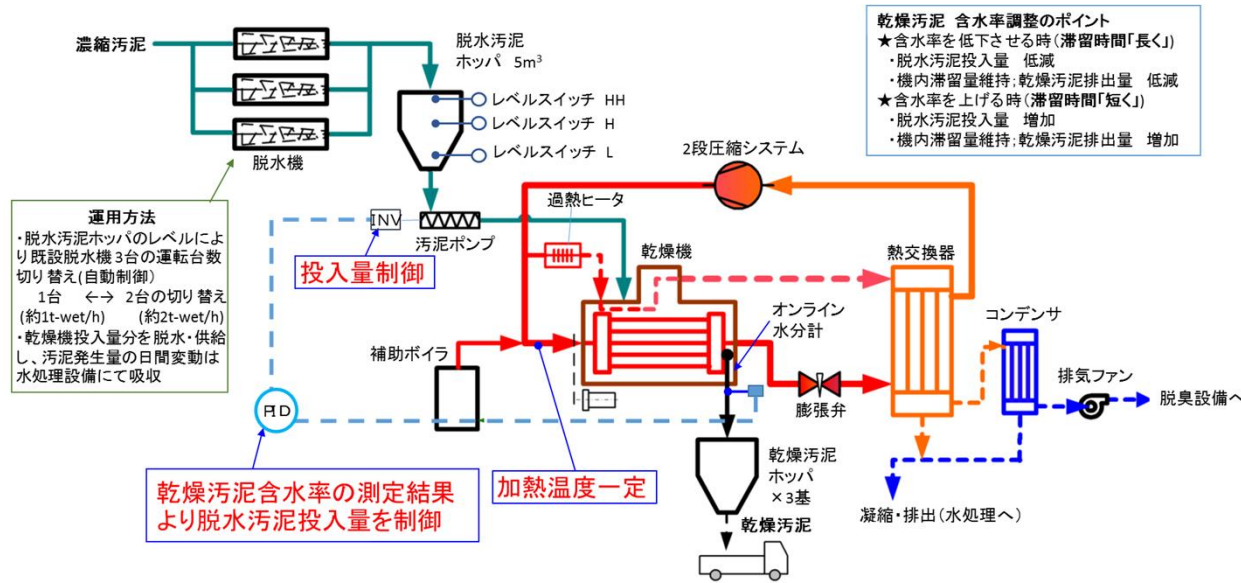 濃縮汚泥
脱水機
脱水汚泥
ホッパ 5m³
レベルスイッチ HH
レベルスイッチ H
レベルスイッチ L
乾燥汚泥 含水率調整のポイント
★含水率を低下させる時(滞留時間「長く」)
・脱水汚泥投入量 低減
・機内滞留量維持;乾燥汚泥排出量 低減
★含水率を上げる時(滞留時間「短く」)
・脱水汚泥投入量 増加
・機内滞留量維持;乾燥汚泥排出量 増加
2段圧縮システム
運用方法
・脱水汚泥ホッパのレベルによ
り既設脱水機3台の運転台数
切り替え(自動制御)
1台 ←→ 2台の切り替え
(約1t-wet/h) (約2t-wet/h)
・乾燥機投入量分を脱水・供給
し、汚泥発生量の日間変動は
水処理設備にて吸収
INV
汚泥ポンプ
投入量制御
過熱ヒータ
乾燥機
熱交換器
オンライン
水分計
コンデンサ
補助ボイラ
膨張弁
排気ファン
脱臭設備へ
PID
乾燥汚泥含水率の測定結果
より脱水汚泥投入量を制御
加熱温度一定
乾燥汚泥
ホッパ
×3基
乾燥汚泥
凝縮・排出(水処理へ)